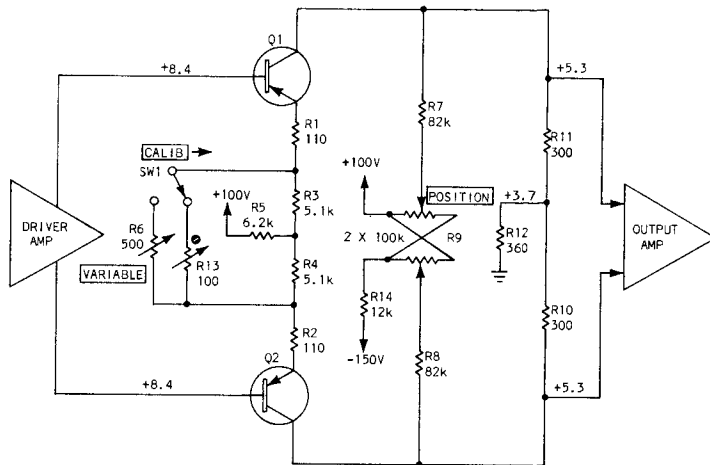 Q1
+8.4
+5.3
R7
82k
R1
110
R11
300
CALIB
SW1
+100V
+100V
POSITION
+3.7
R3
5.1k
R5
6.2k
DRIVER
AMP
R6
500
2 X 100k
R9
R12
360
OUTPUT
AMP
R13
100
VARIABLE
R4
5.1k
R14
12k
R10
300
R2
110
-150V
R8
82k
Q2
+8.4
+5.3